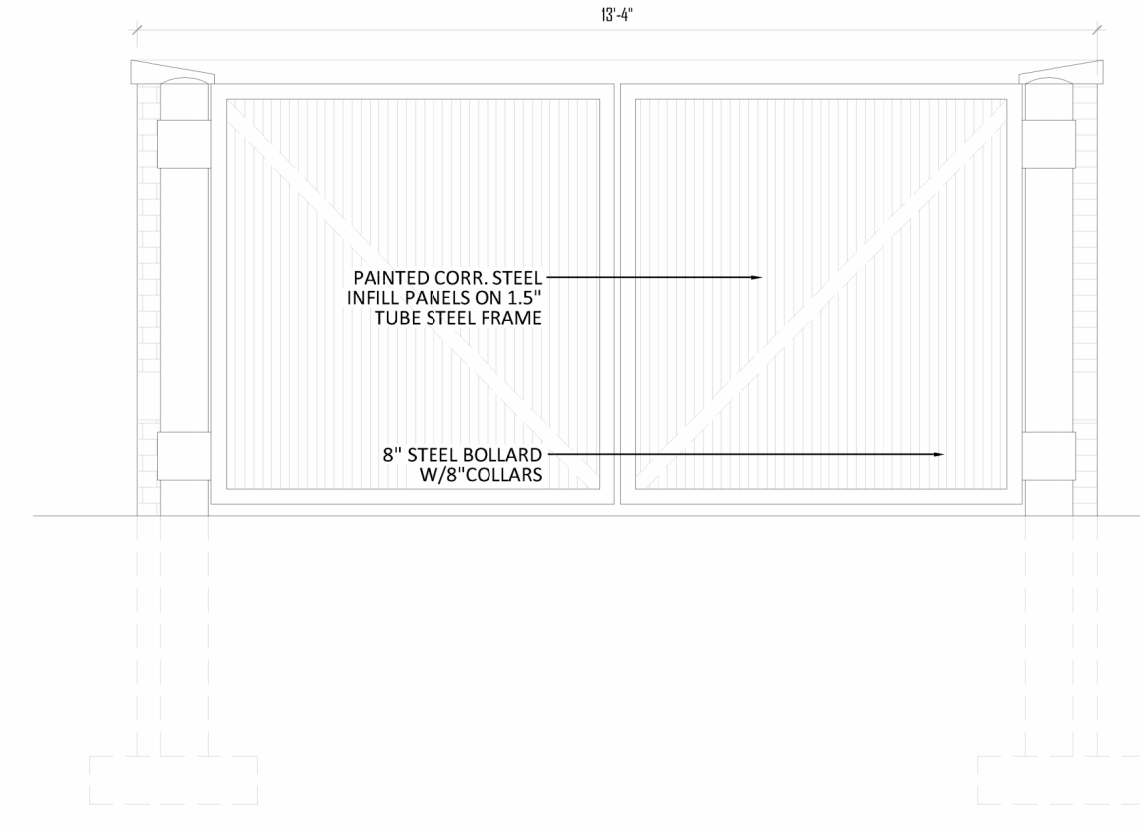 13'-4"
PAINTED CORR. STEEL
INFILL PANELS ON 1.5"
TUBE STEEL FRAME
8" STEEL BOLLARD
W/8"COLLARS